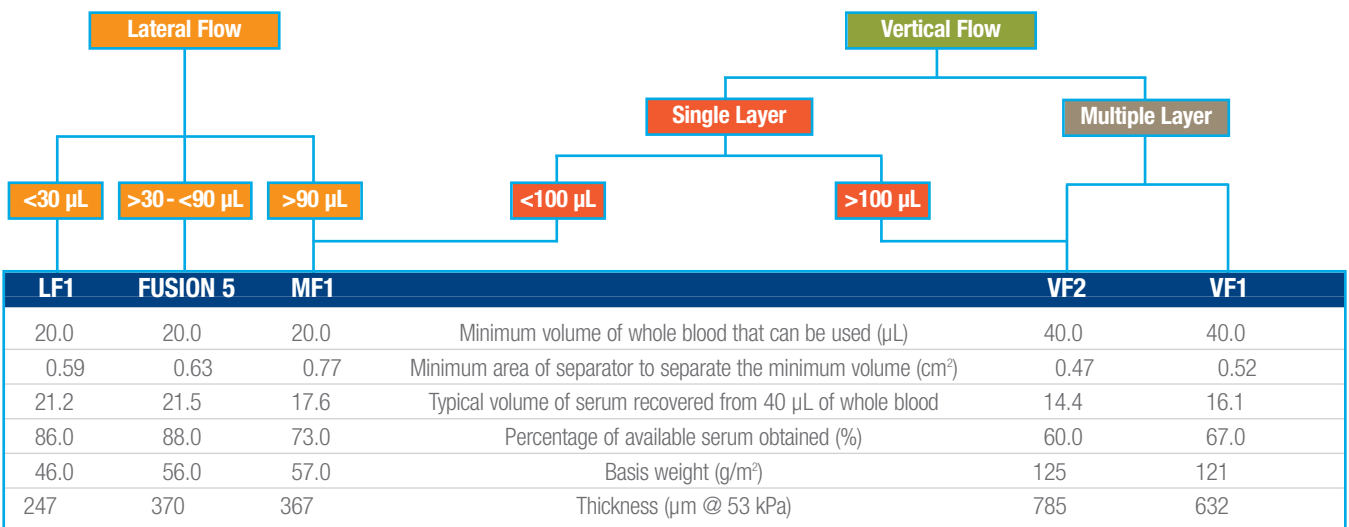 Lateral Flow
Vertical Flow
Single Layer
Multiple Layer
<30 µL
>30 - <90 µL
>90 µL
<100 µL
>100 µL
LF1 FUSION 5 MF1 VF2 VF1
20.0 20.0 20.0 Minimum volume of whole blood that can be used (µL) 40.0 40.0
0.59 0.63 0.77 Minimum area of separator to separate the minimum volume (cm²) 0.47 0.52
21.2 21.5 17.6 Typical volume of serum recovered from 40 µL of whole blood 14.4 16.1
86.0 88.0 73.0 Percentage of available serum obtained (%) 60.0 67.0
46.0 56.0 57.0 Basis weight (g/m²) 125 121
247 370 367 Thickness (µm @ 53 kPa) 785 632